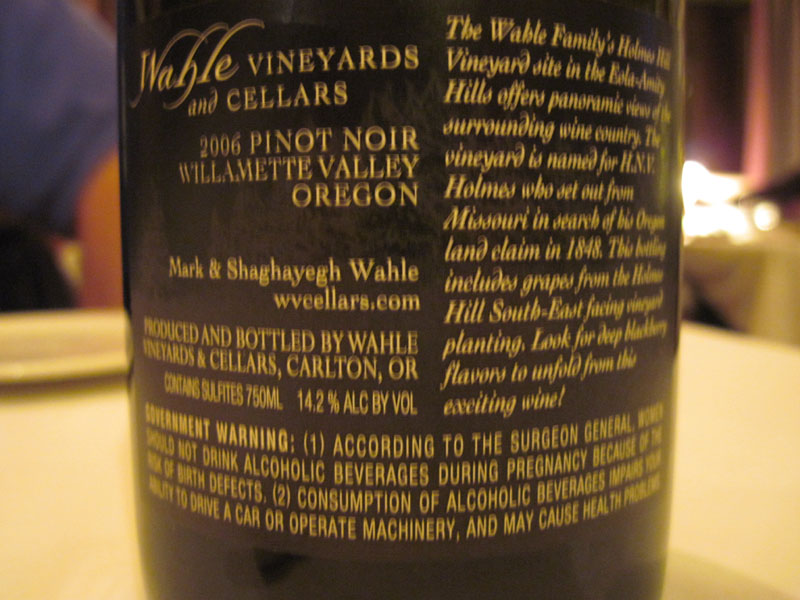 Wahle VINEYARDS
and CELLARS
2006 PINOT NOIR
WILLAMETTE VALLEY
OREGON
Mark & Shaghayegh Wahle
wvcellars.com
PRODUCED AND BOTTLED BY WAHLE
VINEYARDS & CELLARS, CARLTON, OR
CONTAINS SULFITES 750ML 14.2 % ALC BY VOL
The Wahle Family's Holmes Hill
Vineyard site in the Eola-Amity
Hills offers panoramic views of the
surrounding wine country. The
vineyard is named for H.N.V.
Holmes who set out from
Missouri in search of his Oregon
land claim in 1848. This bottling
includes grapes from the Holmes
Hill South-East facing vineyard
planting. Look for deep blackberry
flavors to unfold from this
exciting wine!
GOVERNMENT WARNING: (1) ACCORDING TO THE SURGEON GENERAL, WOMEN
SHOULD NOT DRINK ALCOHOLIC BEVERAGES DURING PREGNANCY BECAUSE OF THE
RISK OF BIRTH DEFECTS. (2) CONSUMPTION OF ALCOHOLIC BEVERAGES IMPAIRS YOUR
ABILITY TO DRIVE A CAR OR OPERATE MACHINERY, AND MAY CAUSE HEALTH PROBLEMS